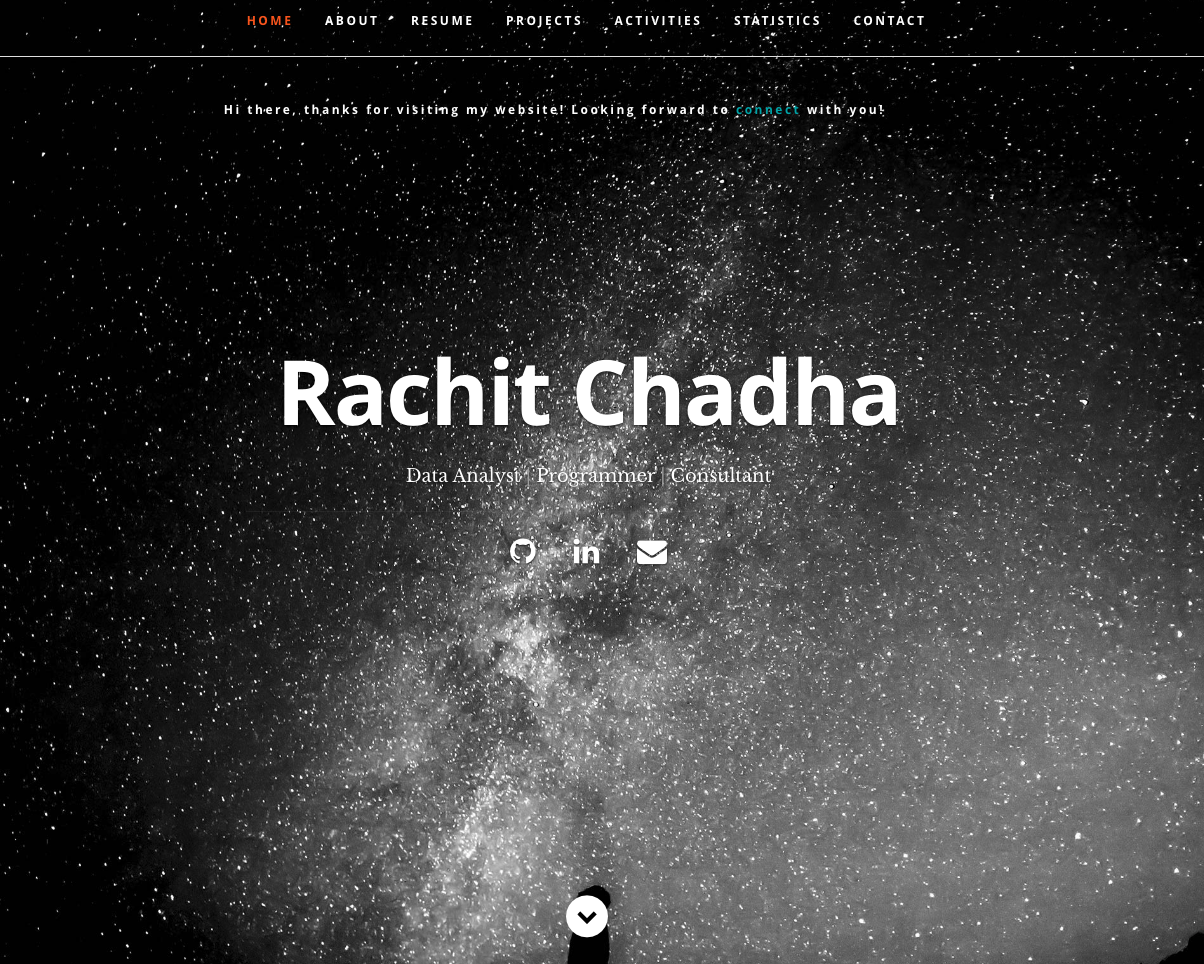 HOME ABOUT RESUME PROJECTS ACTIVITIES STATISTICS CONTACT
Hi there, thanks for visiting my website! Looking forward to connect with you!
Rachit Chadha
Data Analyst | Programmer | Consultant
in